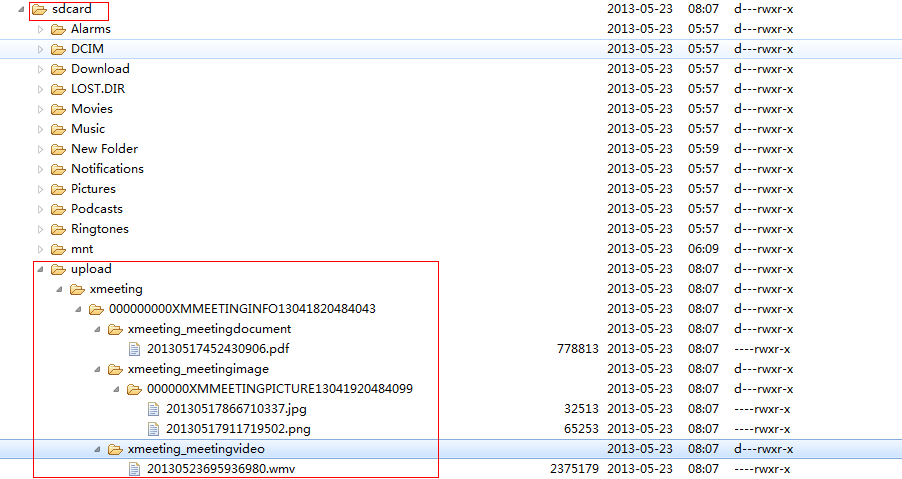 sdcard 2013-05-23 08:07 d---rwxr-x
Alarms 2013-05-23 05:57 d---rwxr-x
DCIM 2013-05-23 05:57 d---rwxr-x
Download 2013-05-23 05:57 d---rwxr-x
LOST.DIR 2013-05-23 05:57 d---rwxr-x
Movies 2013-05-23 05:57 d---rwxr-x
Music 2013-05-23 05:57 d---rwxr-x
New Folder 2013-05-23 05:59 d---rwxr-x
Notifications 2013-05-23 05:57 d---rwxr-x
Pictures 2013-05-23 05:57 d---rwxr-x
Podcasts 2013-05-23 05:57 d---rwxr-x
Ringtones 2013-05-23 05:57 d---rwxr-x
mnt 2013-05-23 06:09 d---rwxr-x
upload 2013-05-23 08:07 d---rwxr-x
xmeeting 2013-05-23 08:07 d---rwxr-x
000000000XMMEETINGINFO13041820484043 2013-05-23 08:07 d---rwxr-x
xmeeting_meetingdocument 2013-05-23 08:07 d---rwxr-x
20130517452430906.pdf 778813 2013-05-23 08:07 ----rwxr-x
xmeeting_meetingimage 2013-05-23 08:07 d---rwxr-x
000000XMMEETINGPICTURE13041920484099 2013-05-23 08:07 d---rwxr-x
20130517866710337.jpg 32513 2013-05-23 08:07 ----rwxr-x
20130517911719502.png 65253 2013-05-23 08:07 ----rwxr-x
xmeeting_meetingvideo 2013-05-23 08:07 d---rwxr-x
20130523695936980.wmv 2375179 2013-05-23 08:07 ----rwxr-x